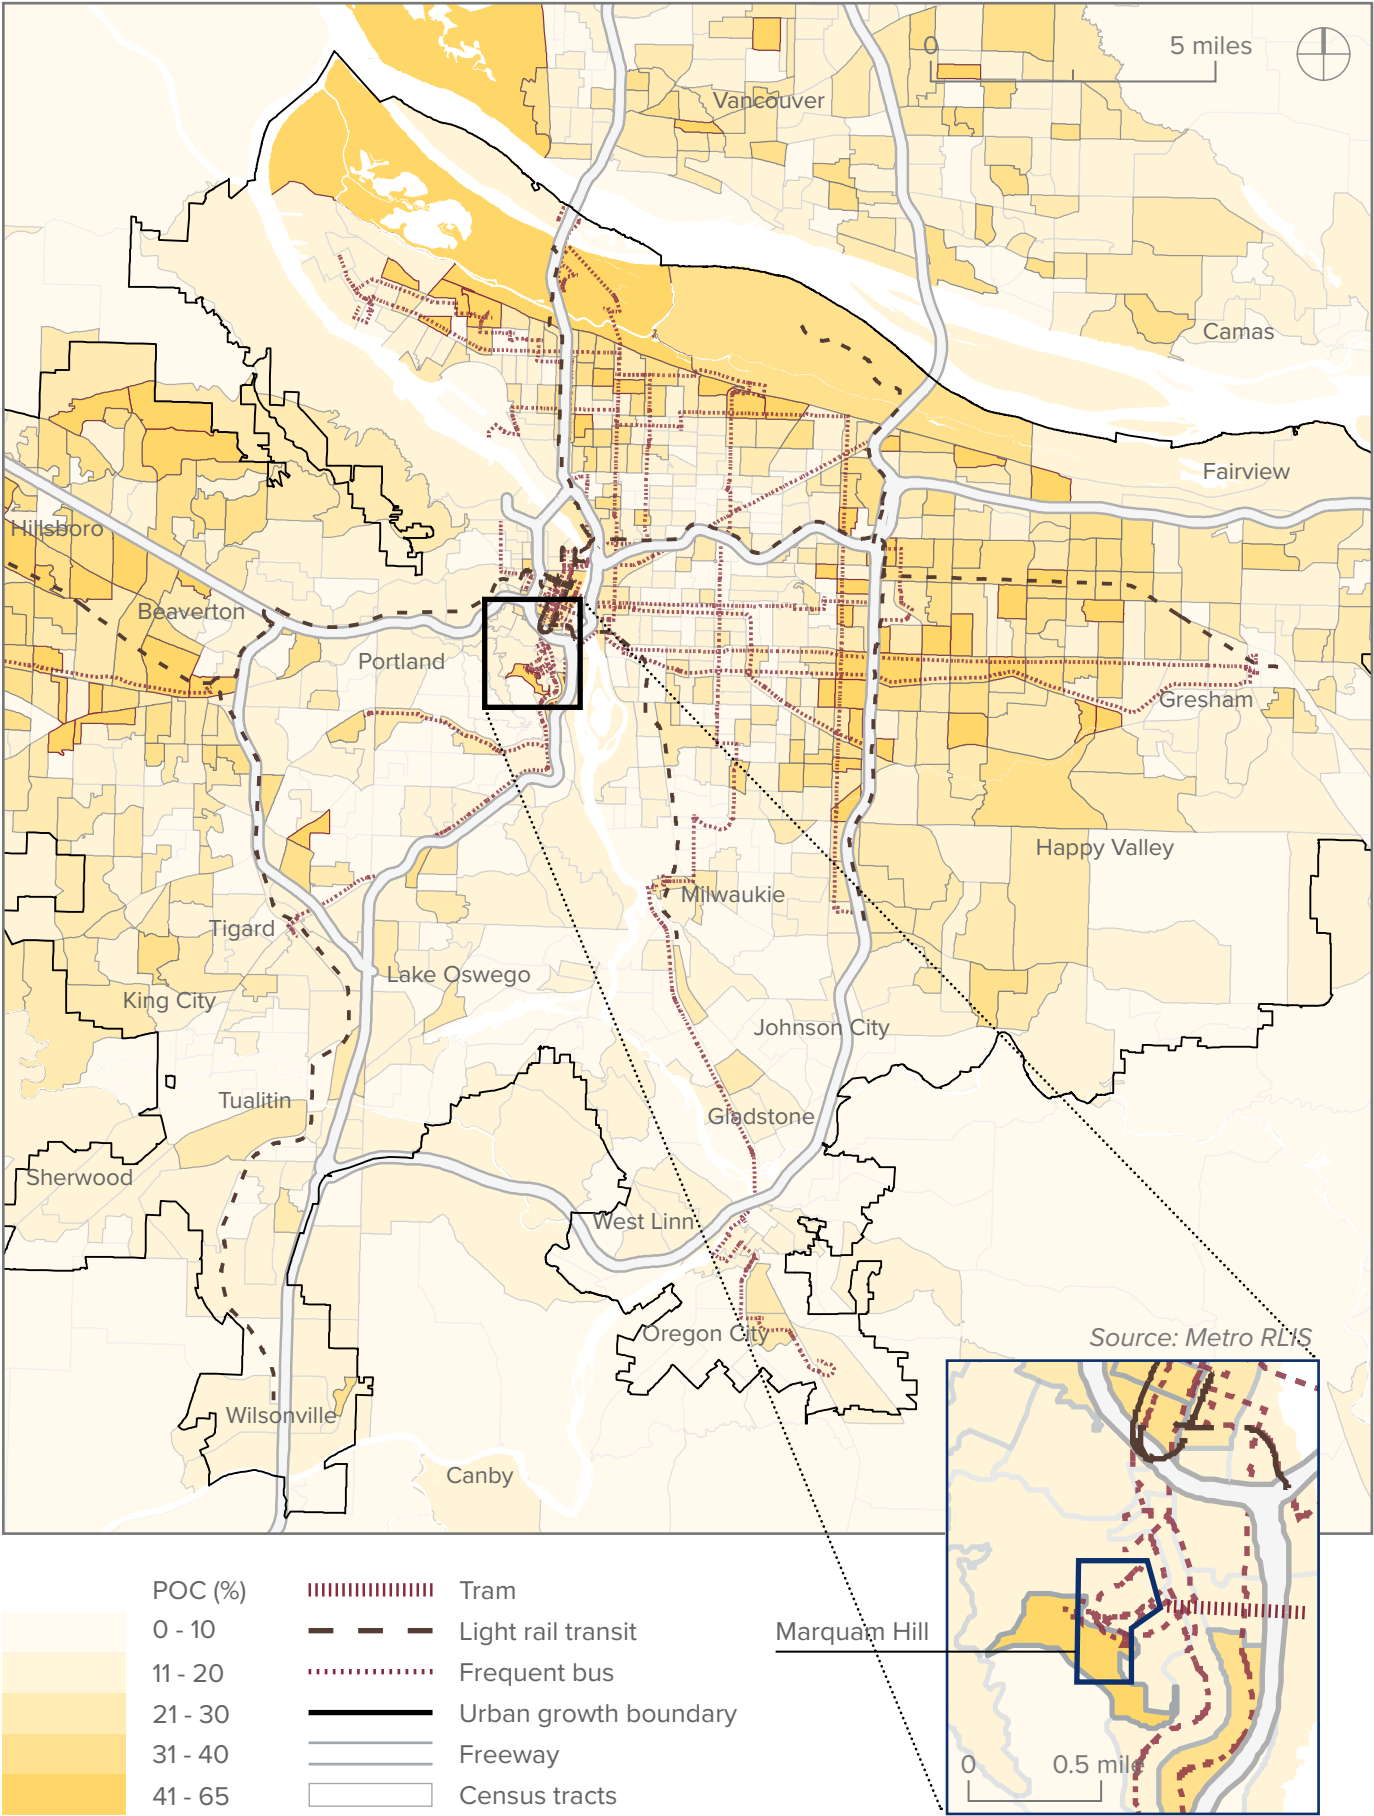 0 5 miles
Vancouver
Camas
Fairview
Hillsboro
Beaverton
Portland
Gresham
Happy Valley
Milwaukie
Tigard
Lake Oswego
King City
Johnson City
Tualitin
Gladstone
Sherwood
West Linn
Oregon City
Source: Metro RLIS
Wilsonville
Canby
Marquam Hill
0 0.5 mile
POC (%)
0 - 10
11 - 20
21 - 30
31 - 40
41 - 65
Tram
Light rail transit
Frequent bus
Urban growth boundary
Freeway
Census tracts